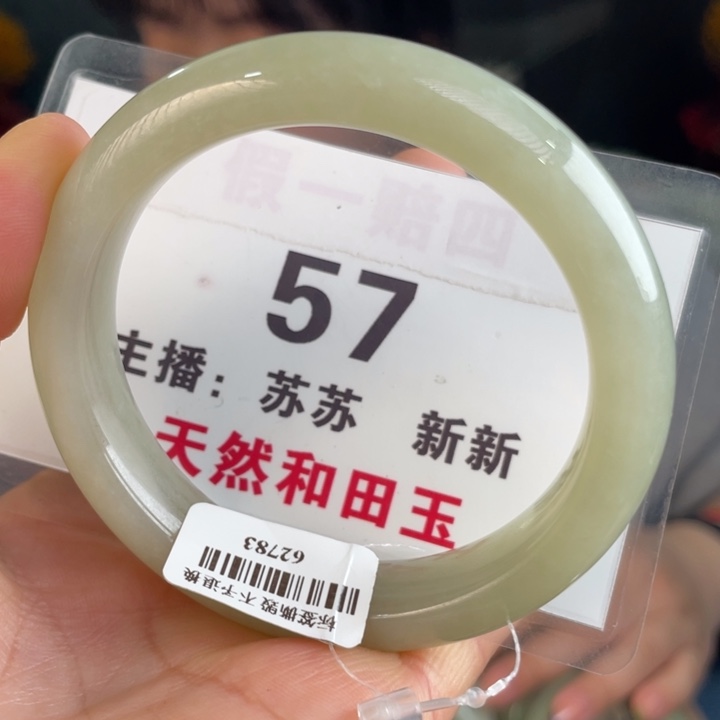 假一赔四
57
主播：苏苏 新新
天然和田玉
标签撕毁 不予退换
62783